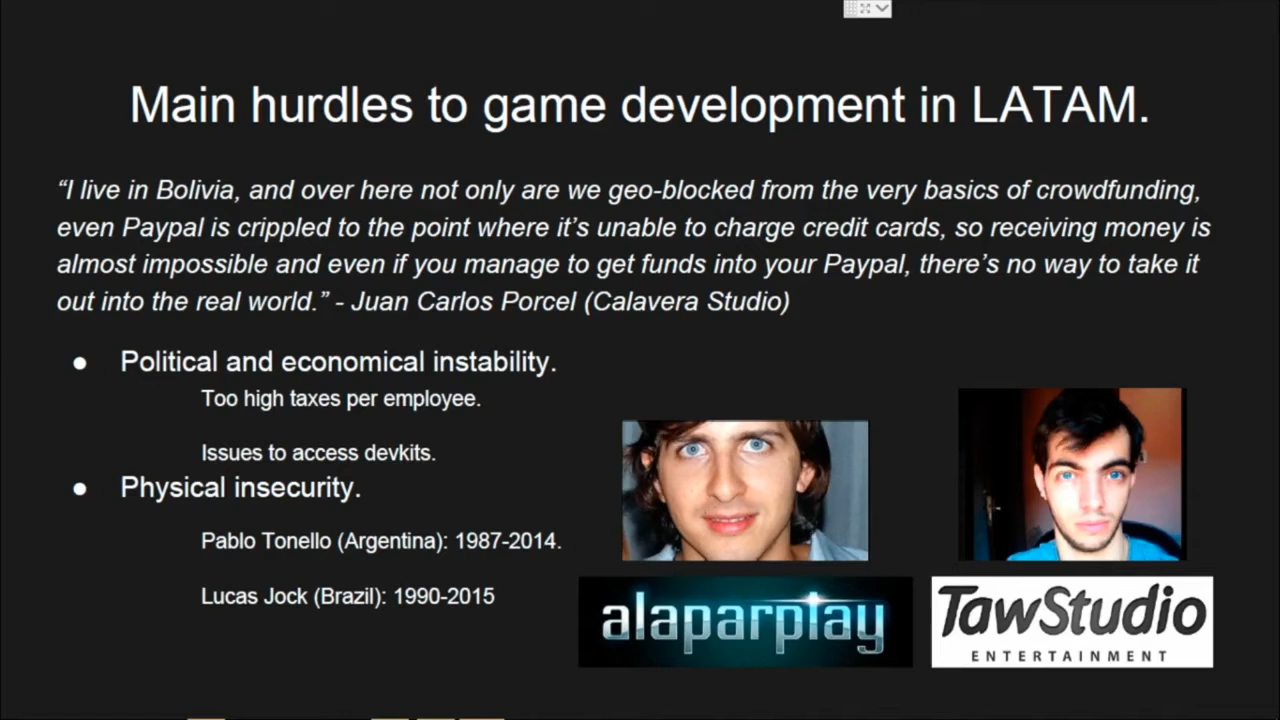 Main hurdles to game development in LATAM.
“I live in Bolivia, and over here not only are we geo-blocked from the very basics of crowdfunding,
even Paypal is crippled to the point where it’s unable to charge credit cards, so receiving money is
almost impossible and even if you manage to get funds into your Paypal, there’s no way to take it
out into the real world.” - Juan Carlos Porcel (Calavera Studio)
● Political and economical instability.
Too high taxes per employee.
Issues to access devkits.
● Physical insecurity.
Pablo Tonello (Argentina): 1987-2014.
Lucas Jock (Brazil): 1990-2015
alaparplay
TawStudio
ENTERTAINMENT